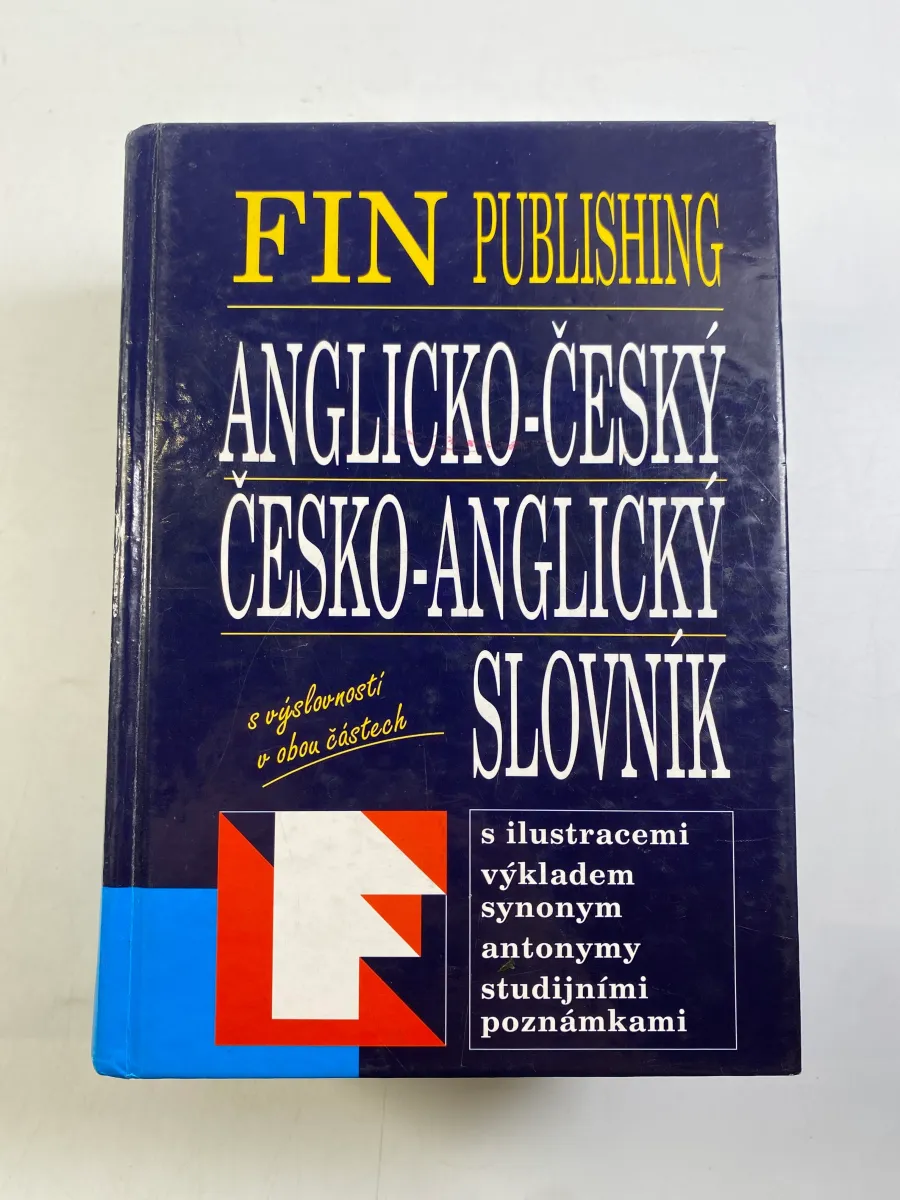 FIN PUBLISHING
ANGLICKO-ČESKÝ
ČESKO-ANGLICKÝ
SLOVNÍK
s výslovností
v obou částech
s ilustracemi
výkladem
synonym
antonymy
studijními
poznámkami